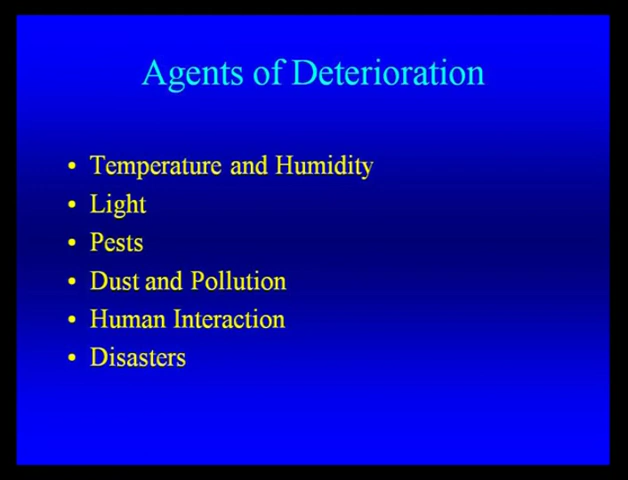 Agents of Deterioration
• Temperature and Humidity
• Light
• Pests
• Dust and Pollution
• Human Interaction
• Disasters